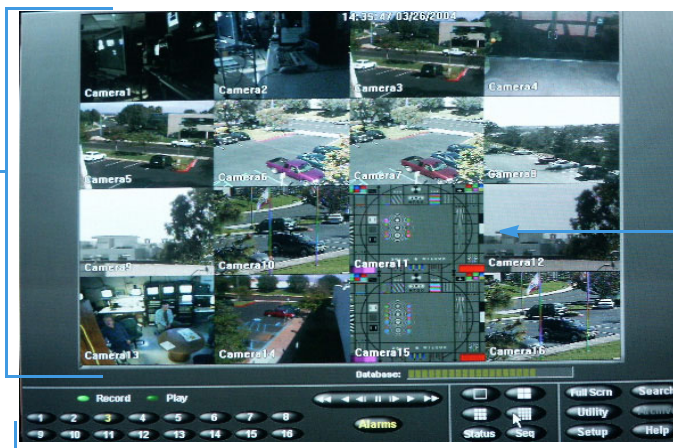 14:35:47 03/26/2004
Camera1
Camera2
Camera3
Camera4
Camera5
Camera6
Camera7
Camera8
Camera9
Camera10
Camera11
Camera12
Camera13
Camera14
Camera15
Camera16
Database:
Record Play
Full Scrn Search
1 2 3 4 5 6 7 8
Alarms
Utility Archive
9 10 11 12 13 14 15 16
Status Seq Setup Help